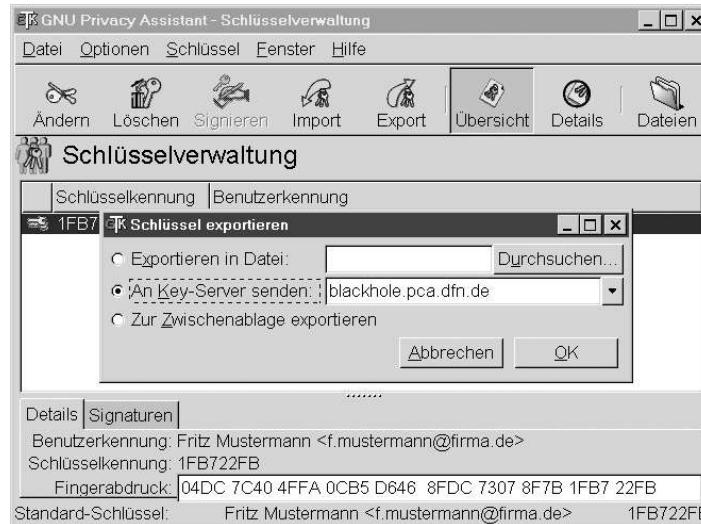 GNU Privacy Assistant - Schlüsselverwaltung
Datei Optionen Schlüssel Fenster Hilfe
Ändern Löschen Signieren Import Export Übersicht Details Dateien
Schlüsselverwaltung
Schlüsselkennung Benutzerkennung
1FB7
Schlüssel exportieren
Exportieren in Datei: Durchsuchen...
An Key-Server senden: blackhole.pca.dfn.de
Zur Zwischenablage exportieren
Abbrechen OK
Details Signaturen
Benutzerkennung: Fritz Mustermann <f.mustermann@firma.de>
Schlüsselkennung: 1FB722FB
Fingerabdruck: 04DC 7C40 4FFA 0CB5 D646 8FDC 7307 8F7B 1FB7 22FB
Standard-Schlüssel: Fritz Mustermann <f.mustermann@firma.de> 1FB722FB